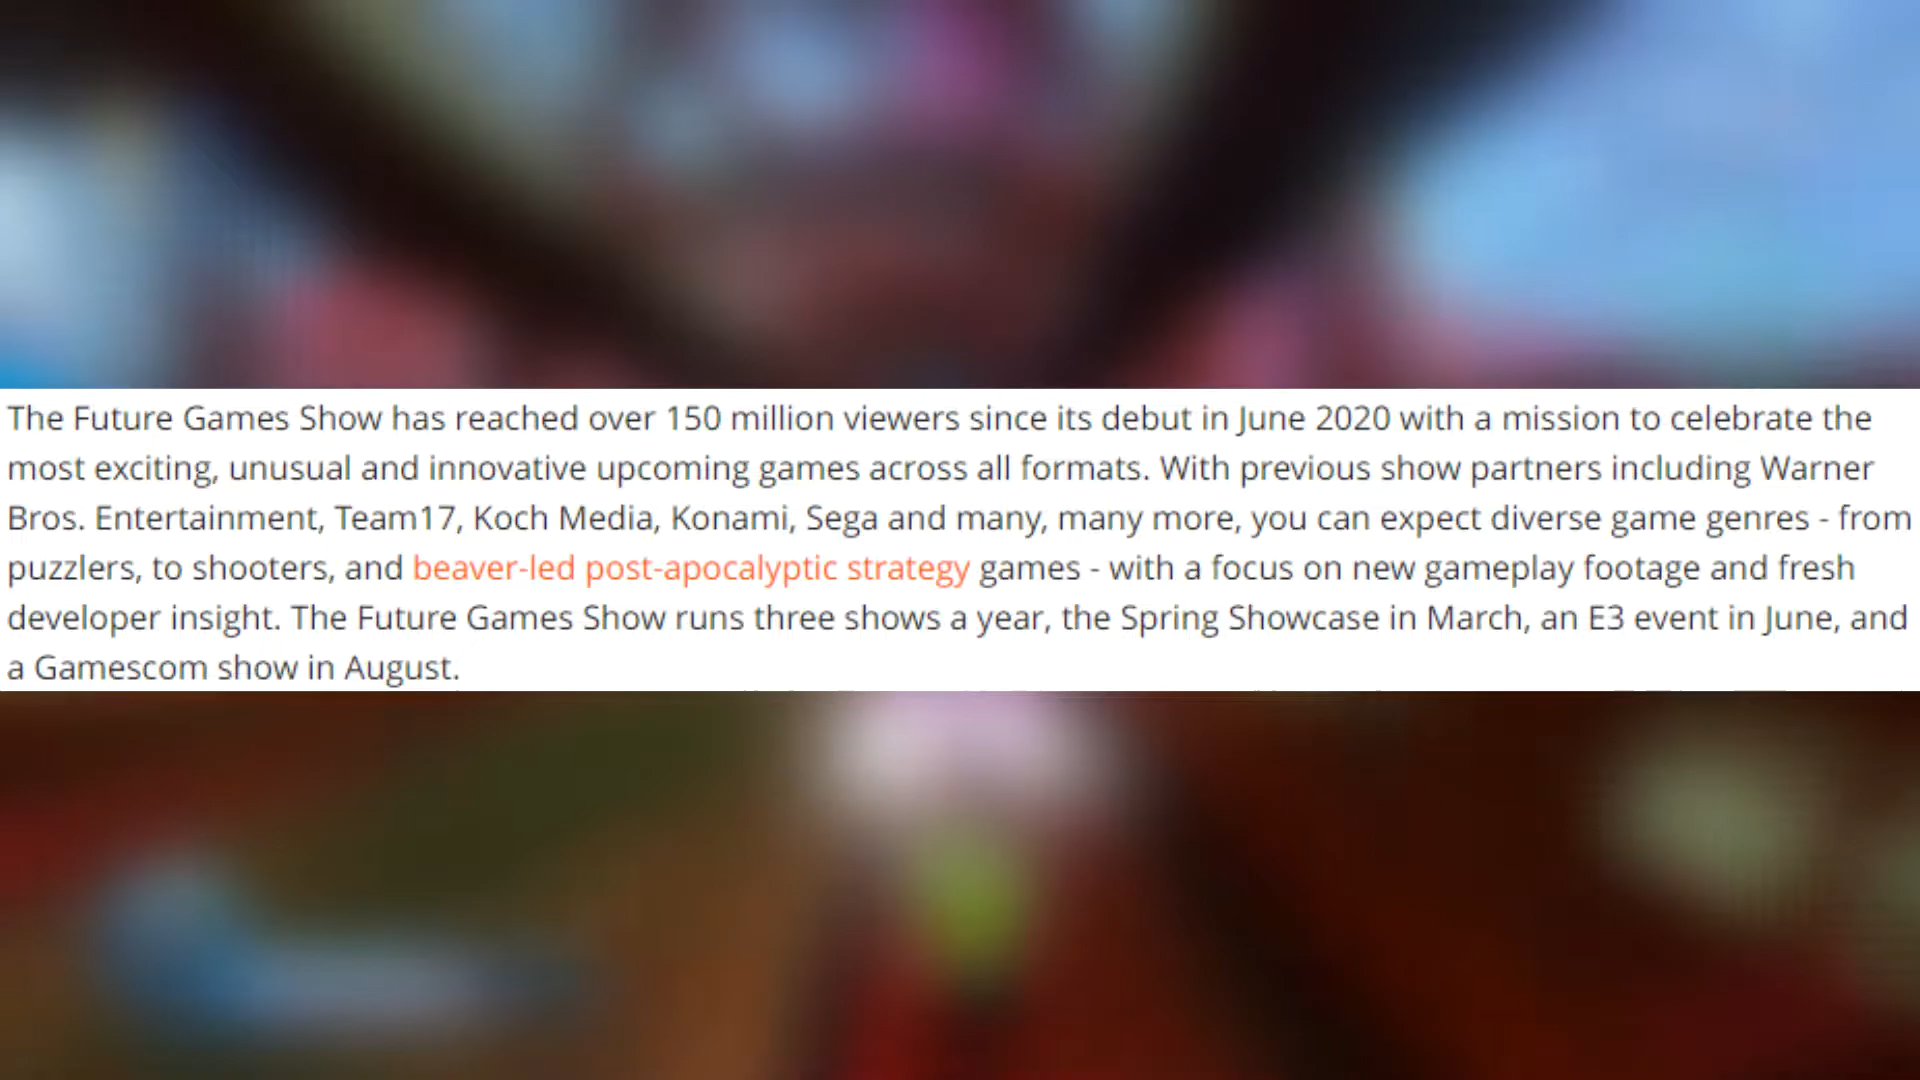 The Future Games Show has reached over 150 million viewers since its debut in June 2020 with a mission to celebrate the
most exciting, unusual and innovative upcoming games across all formats. With previous show partners including Warner
Bros. Entertainment, Team17, Koch Media, Konami, Sega and many, many more, you can expect diverse game genres - from
puzzlers, to shooters, and beaver-led post-apocalyptic strategy games - with a focus on new gameplay footage and fresh
developer insight. The Future Games Show runs three shows a year, the Spring Showcase in March, an E3 event in June, and
a Gamescom show in August.